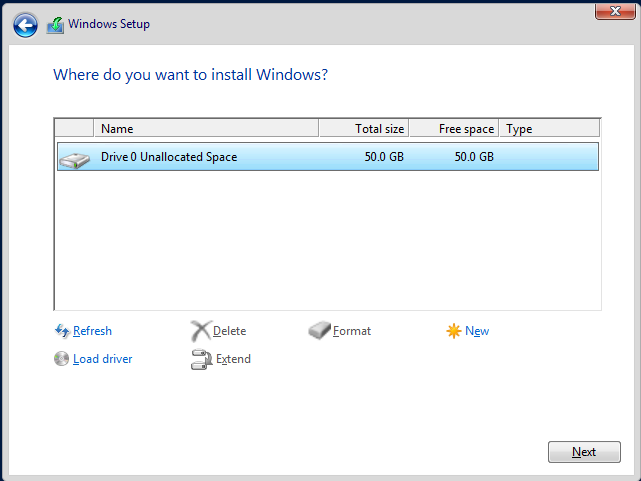 Windows Setup
Where do you want to install Windows?
Name Total size Free space Type
Drive 0 Unallocated Space 50.0 GB 50.0 GB
Refresh Delete Format New
Load driver Extend
Next